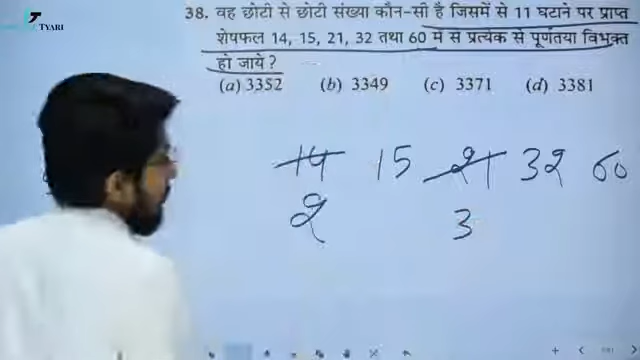 TYARI
38. वह छोटी से छोटी संख्या कौन-सी है जिसमें से 11 घटाने पर प्राप्त
शेषफल 14, 15, 21, 32 तथा 60 में से प्रत्येक से पूर्णतया विभक्त
हो जाये ?
(a) 3352 (b) 3349 (c) 3371 (d) 3381
14 15 21 32 60
2 3